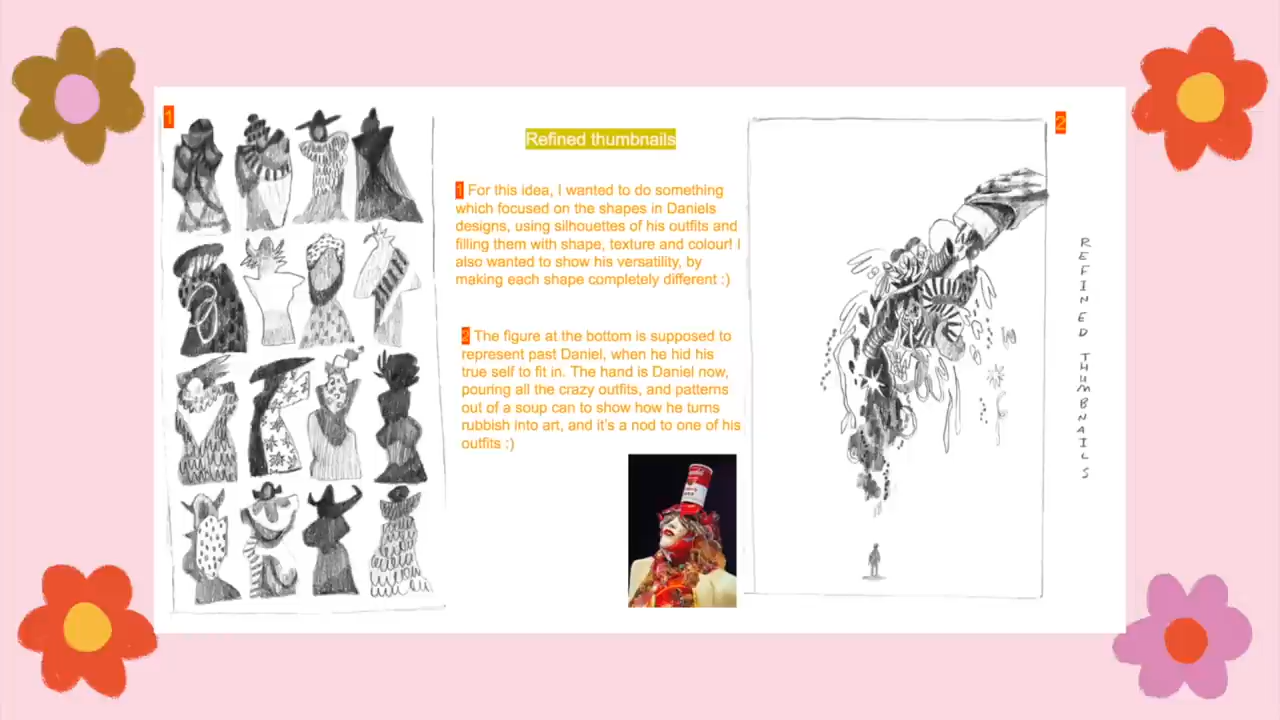 1
Refined thumbnails
1 For this idea, I wanted to do something
which focused on the shapes in Daniels
designs, using silhouettes of his outfits and
filling them with shape, texture and colour! I
also wanted to show his versatility, by
making each shape completely different :)
2 The figure at the bottom is supposed to
represent past Daniel, when he hid his
true self to fit in. The hand is Daniel now,
pouring all the crazy outfits, and patterns
out of a soup can to show how he turns
rubbish into art, and it's a nod to one of his
outfits :)
2
REFINED THUMBNAILS